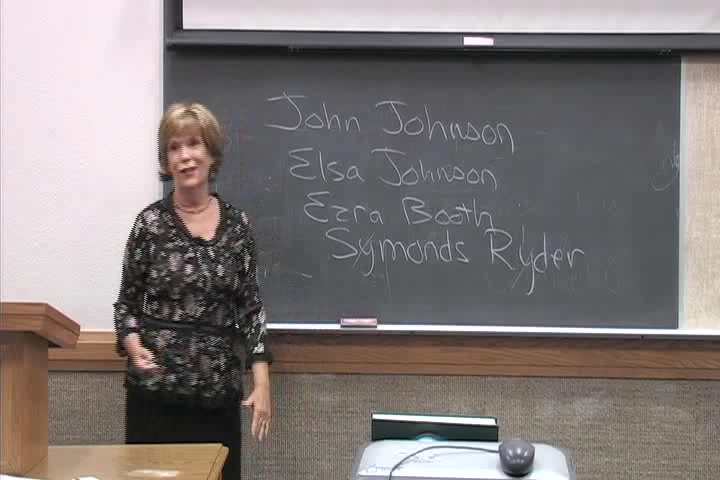 John Johnson
Elsa Johnson
Ezra Booth
Symonds Ryder